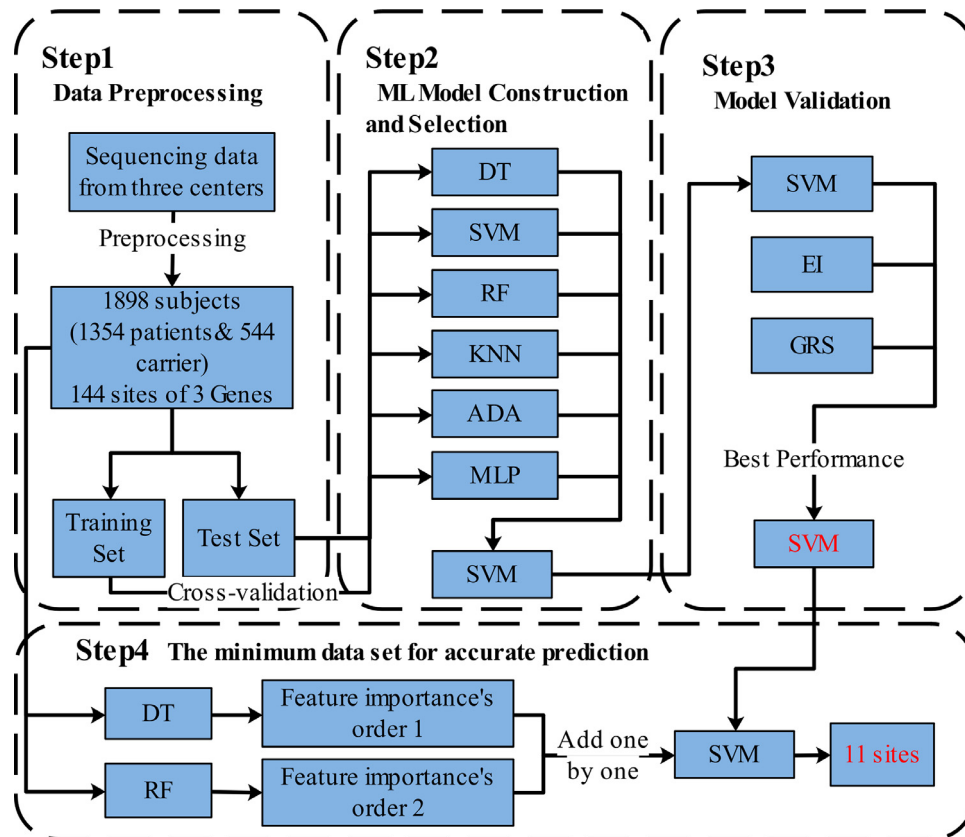 Step1
Data Preprocessing
Sequencing data
from three centers
Preprocessing
1898 subjects
(1354 patients& 544
carrier)
144 sites of 3 Genes
Training
Set
Test Set
Cross-validation
Step2
ML Model Construction
and Selection
DT
SVM
RF
KNN
ADA
MLP
SVM
Step3
Model Validation
SVM
EI
GRS
Best Performance
SVM
Step4 The minimum data set for accurate prediction
DT
Feature importance's
order 1
RF
Feature importance's
order 2
Add one
by one
SVM
11 sites